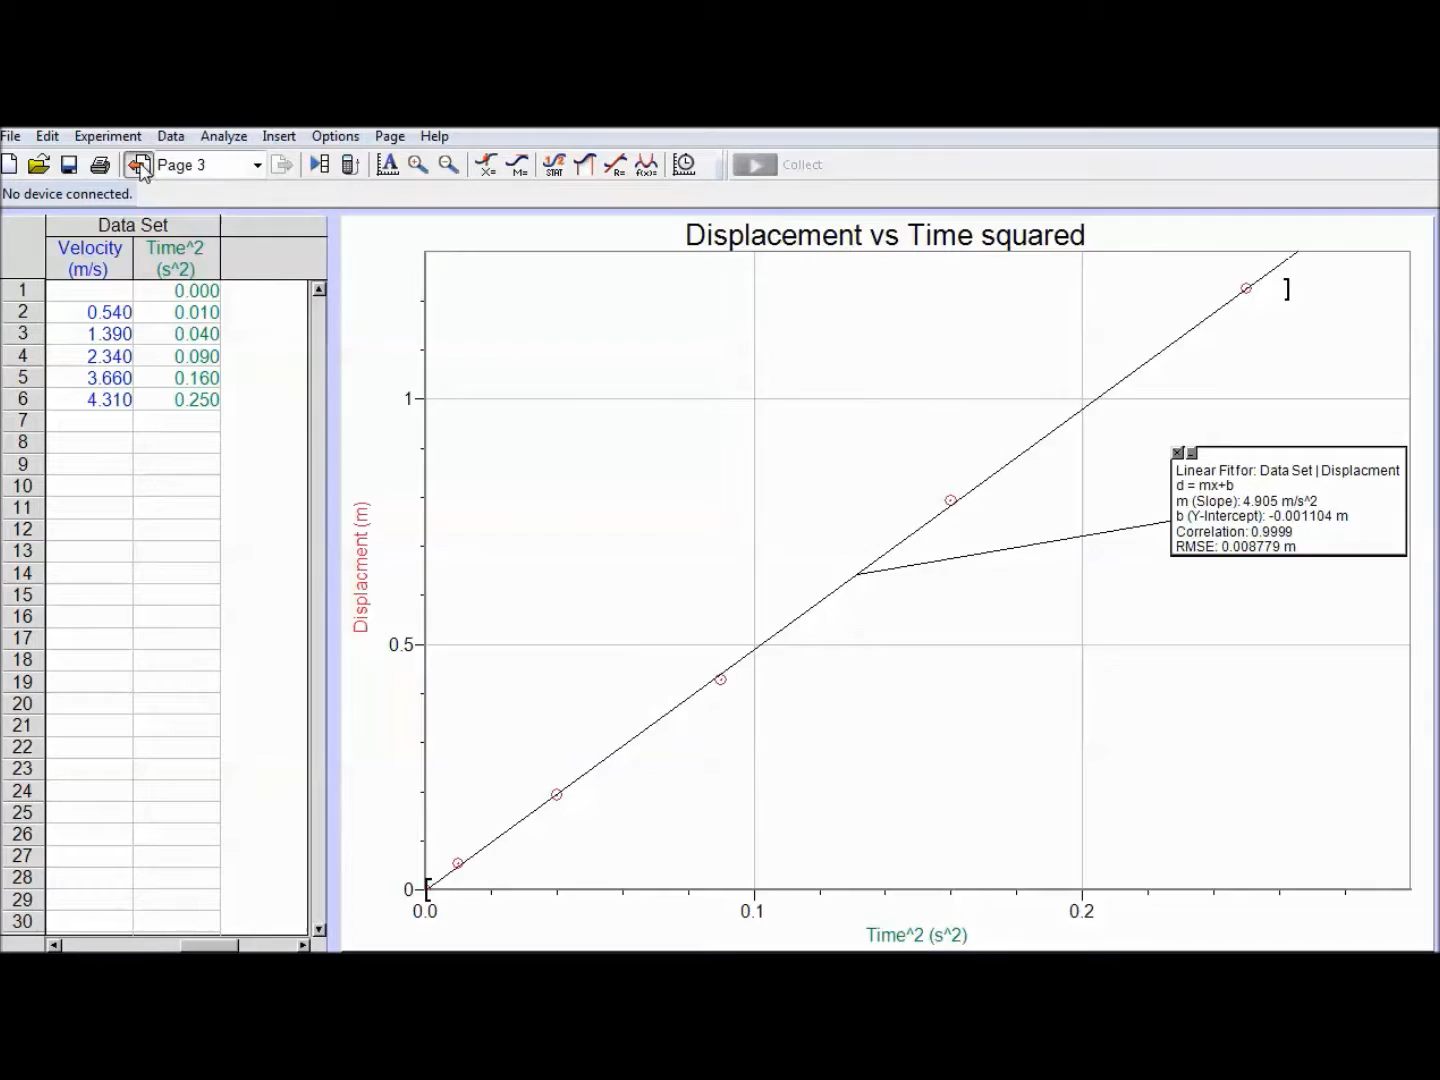 File Edit Experiment Data Analyze Insert Options Page Help
Page 3 Collect
No device connected.
Data Set
Velocity (m/s) Time^2 (s^2)
1 0.000
2 0.540 0.010
3 1.390 0.040
4 2.340 0.090
5 3.660 0.160
6 4.310 0.250
7
8
9
10
11
12
13
14
15
16
17
18
19
20
21
22
23
24
25
26
27
28
29
30
Displacement vs Time squared
Displacment (m)
1
0.5
0
0.0 0.1 0.2
Time^2 (s^2)
Linear Fit for: Data Set | Displacment
d = mx+b
m (Slope): 4.905 m/s^2
b (Y-Intercept): -0.001104 m
Correlation: 0.9999
RMSE: 0.008779 m